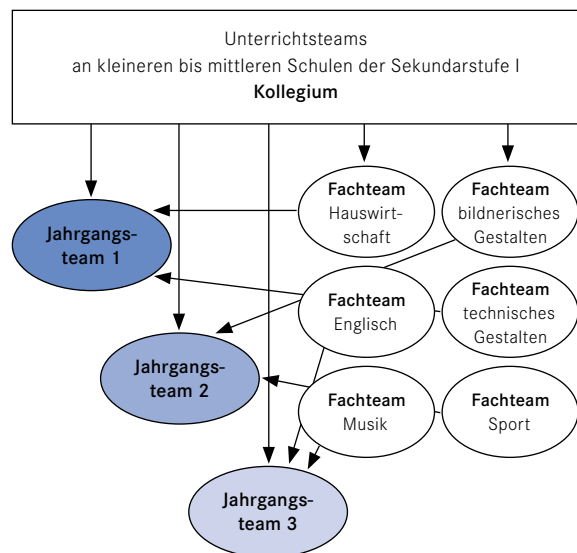 Unterrichtsteams
an kleineren bis mittleren Schulen der Sekundarstufe I
Kollegium
Fachteam
Hauswirt-
schaft
Fachteam
bildnerisches
Gestalten
Jahrgangs-
team 1
Fachteam
Englisch
Fachteam
technisches
Gestalten
Jahrgangs-
team 2
Fachteam
Musik
Fachteam
Sport
Jahrgangs-
team 3